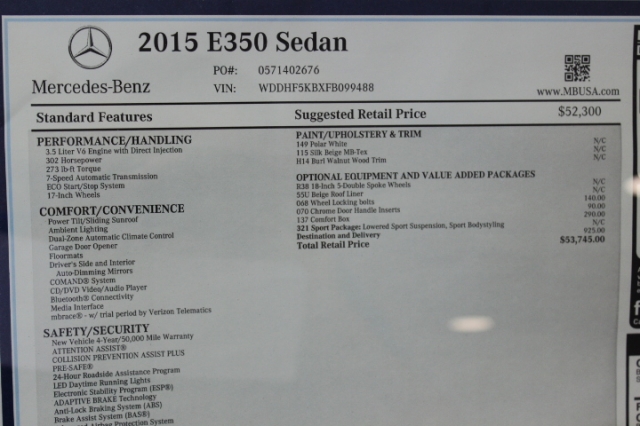 2015 E350 Sedan
Mercedes-Benz
PO#: 0571402676
VIN: WDDHF5KBXFB099488
www.MBUSA.com
Standard Features
Suggested Retail Price $52,300
PERFORMANCE/HANDLING
3.5 Liter V6 Engine with Direct Injection
302 Horsepower
273 lb-ft Torque
7-Speed Automatic Transmission
ECO Start/Stop System
17-Inch Wheels
COMFORT/CONVENIENCE
Power Tilt/Sliding Sunroof
Ambient Lighting
Dual-Zone Automatic Climate Control
Garage Door Opener
Floormats
Driver's Side and Interior
Auto-Dimming Mirrors
COMAND® System
CD/DVD Video/Audio Player
Bluetooth® Connectivity
Media Interface
mbrace® - w/ trial period by Verizon Telematics
SAFETY/SECURITY
New Vehicle 4-Year/50,000 Mile Warranty
ATTENTION ASSIST®
COLLISION PREVENTION ASSIST PLUS
PRE-SAFE®
24-Hour Roadside Assistance Program
LED Daytime Running Lights
Electronic Stability Program (ESP®)
ADAPTIVE BRAKE Technology
Anti-Lock Braking System (ABS)
Brake Assist System (BAS®)
Airbags Protection System
PAINT/UPHOLSTERY & TRIM
149 Polar White N/C
115 Silk Beige MB-Tex N/C
H14 Burl Walnut Wood Trim N/C
OPTIONAL EQUIPMENT AND VALUE ADDED PACKAGES
R38 18-Inch 5-Double Spoke Wheels N/C
55U Beige Roof Liner N/C
068 Wheel Locking bolts 140.00
070 Chrome Door Handle Inserts 90.00
137 Comfort Box 290.00
321 Sport Package: Lowered Sport Suspension, Sport Bodystyling N/C
Destination and Delivery 925.00
Total Retail Price $53,745.00